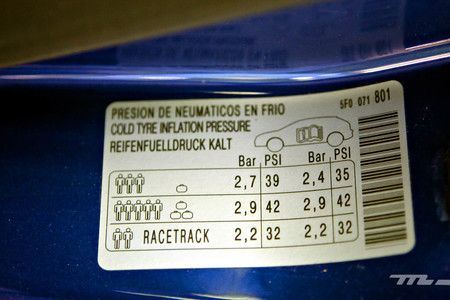 5F0 071 801
PRESION DE NEUMATICOS EN FRIO
COLD TYRE INFLATION PRESSURE
REIFENFUELLDRUCK KALT
Bar PSI Bar PSI
2,7 39 2,4 35
2,9 42 2,9 42
RACETRACK 2,2 32 2,2 32